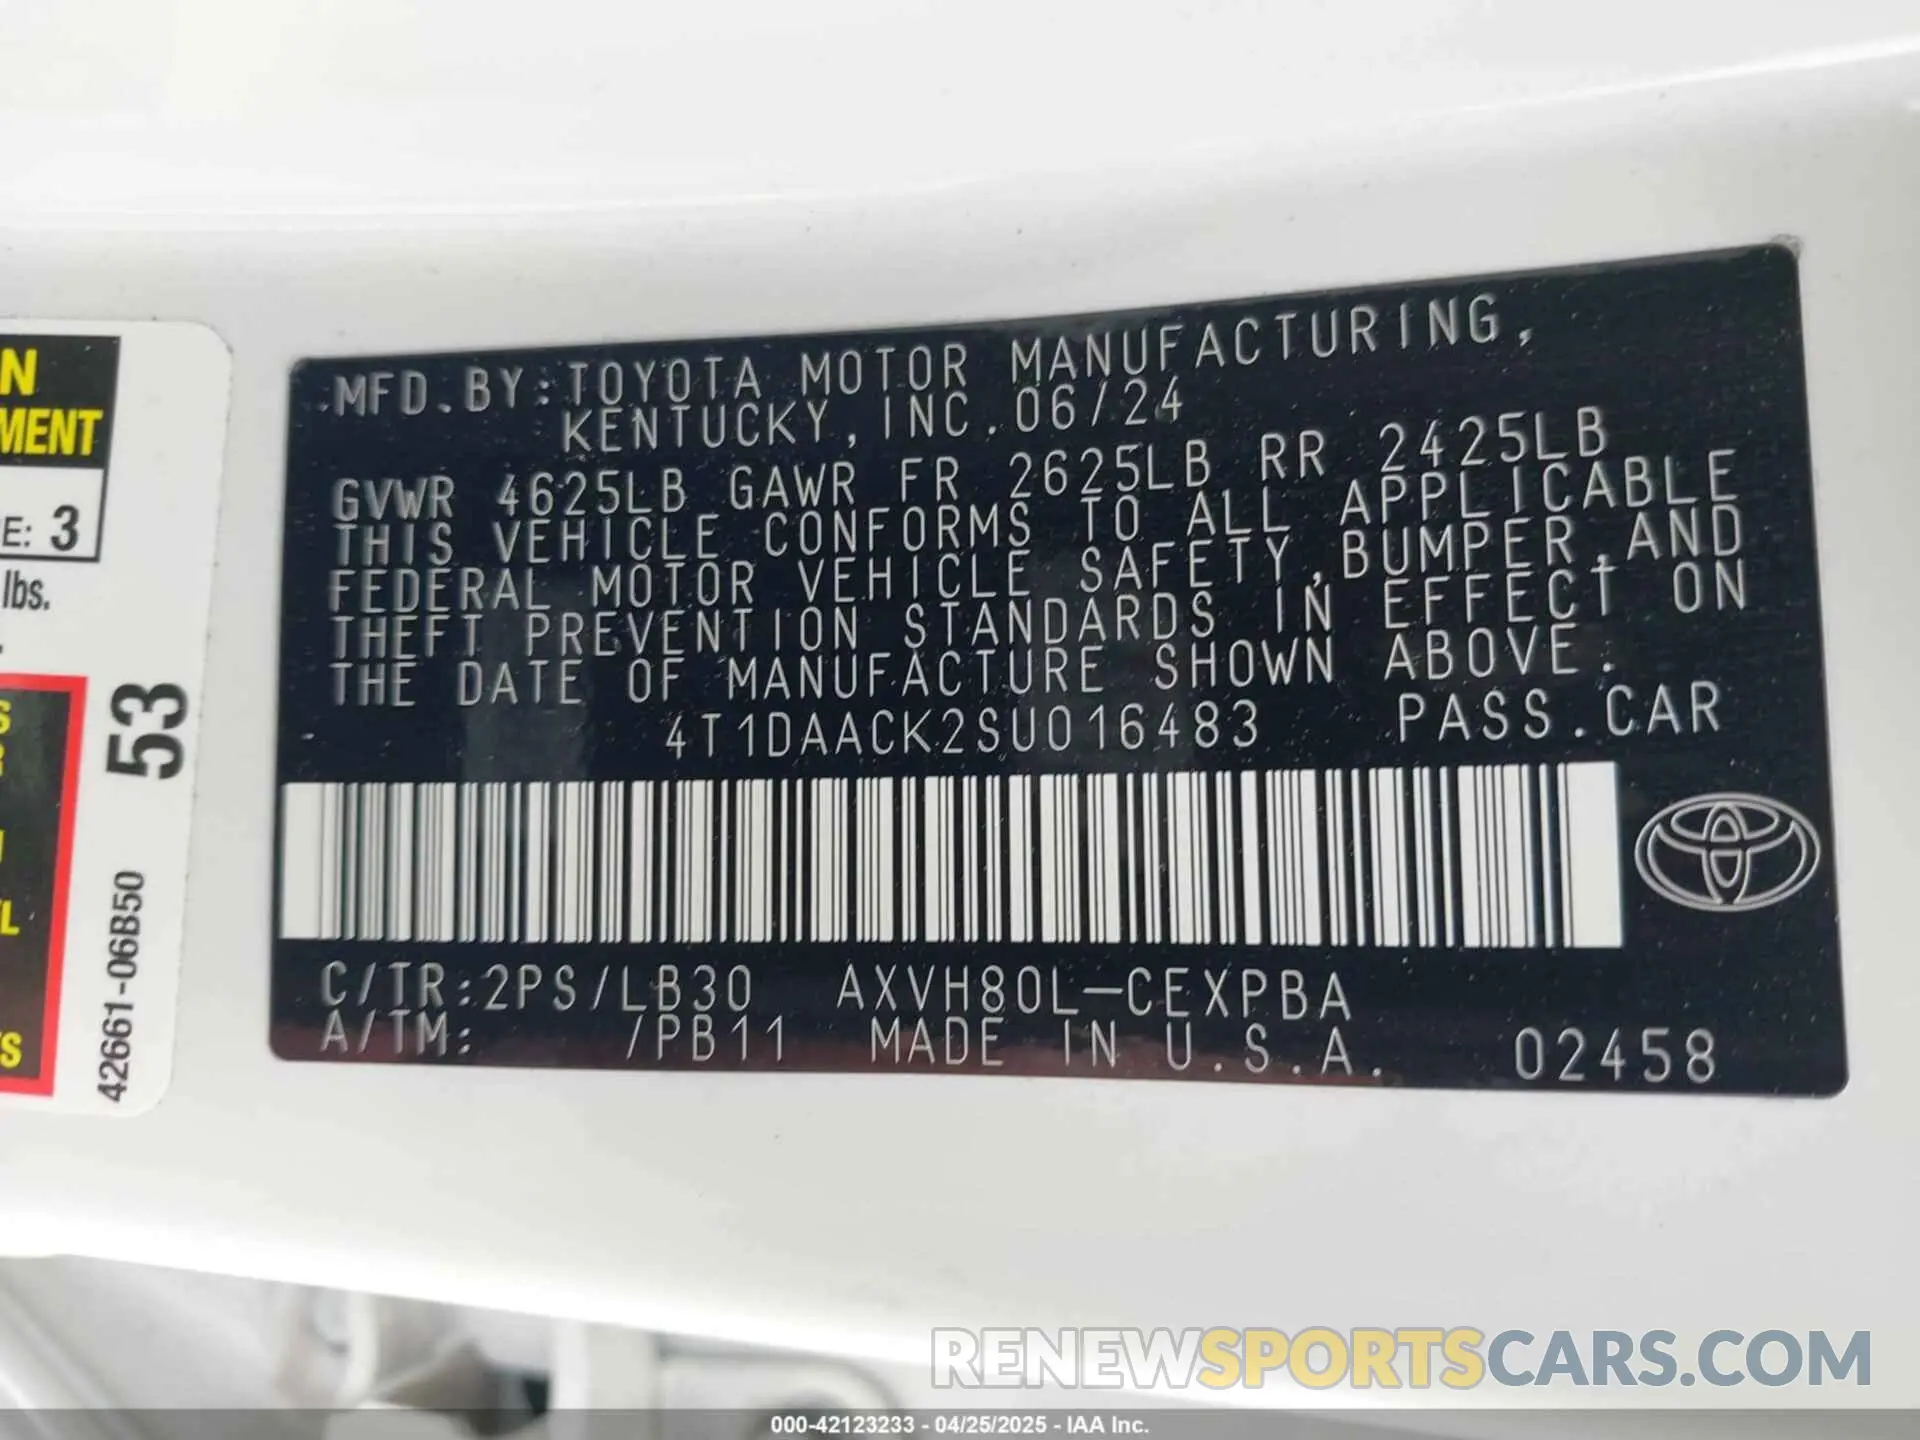 N
MENT
E: 3
lbs.
S
TL
TS
53
42661-06B50
MFD.BY:TOYOTA MOTOR MANUFACTURING,
KENTUCKY, INC. 06/24
GVWR 4625LB GAWR FR 2625LB RR 2425LB
THIS VEHICLE CONFORMS TO ALL APPLICABLE
FEDERAL MOTOR VEHICLE SAFETY, BUMPER, AND
THEFT PREVENTION STANDARDS IN EFFECT ON
THE DATE OF MANUFACTURE SHOWN ABOVE.
4T1DAACK2SU016483 PASS.CAR
C/TR:2PS/LB30 AXVH80L-CEXPBA
A/TM: /PB11 MADE IN U.S.A. 02458
RENEWSPORTSCARS.COM
000-42123233 - 04/25/2025 - IAA Inc.